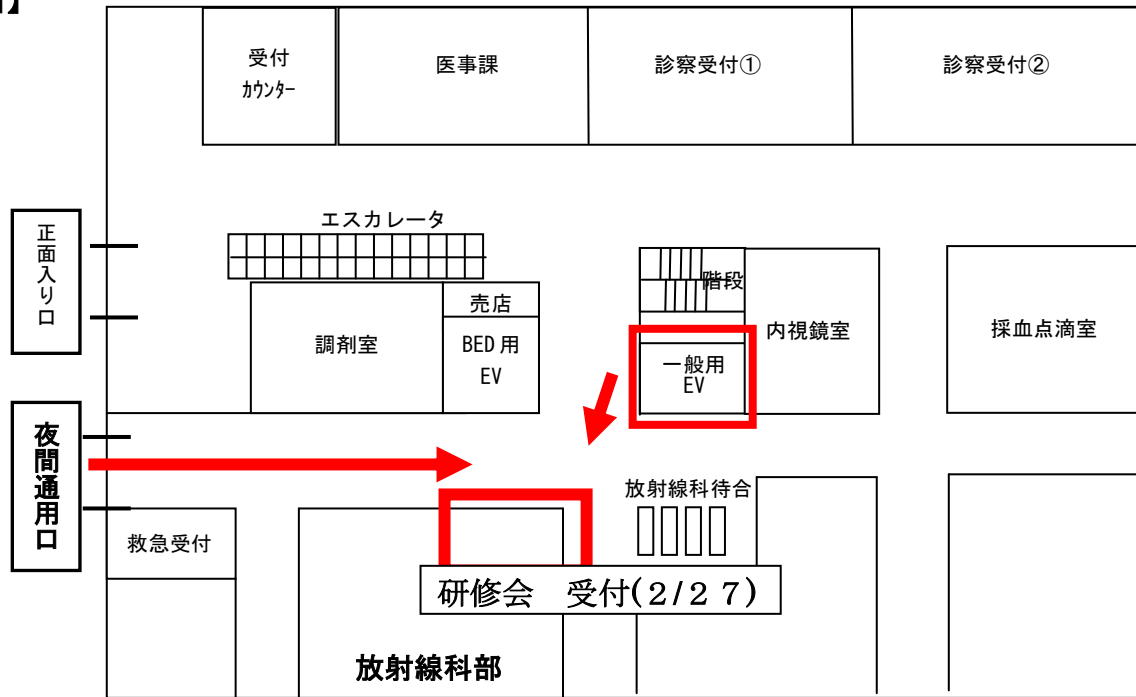 】
受付
ｶｳﾝﾀｰ
医事課
診察受付①
診察受付②
正面入り口
エスカレータ
階段
売店
調剤室
BED用
EV
一般用
EV
内視鏡室
採血点滴室
夜間通用口
放射線科待合
救急受付
研修会　受付(２/２７)
放射線科部